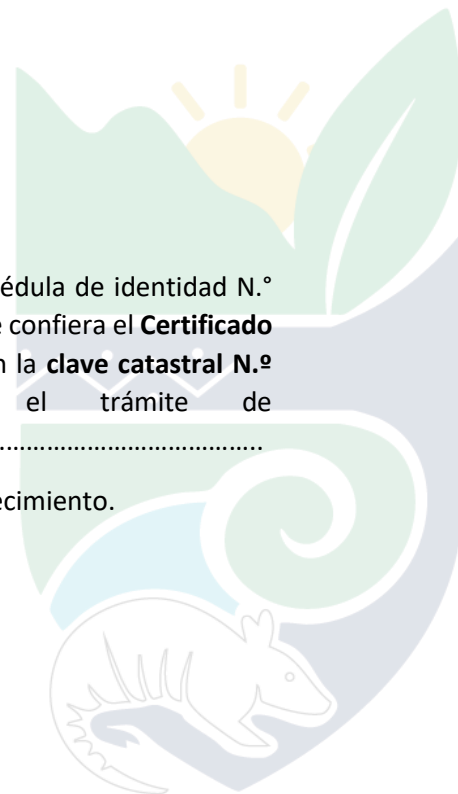 édula de identidad N.°
e confiera el Certificado
n la clave catastral N.º
el trámite de
……………………………………..
ecimiento.